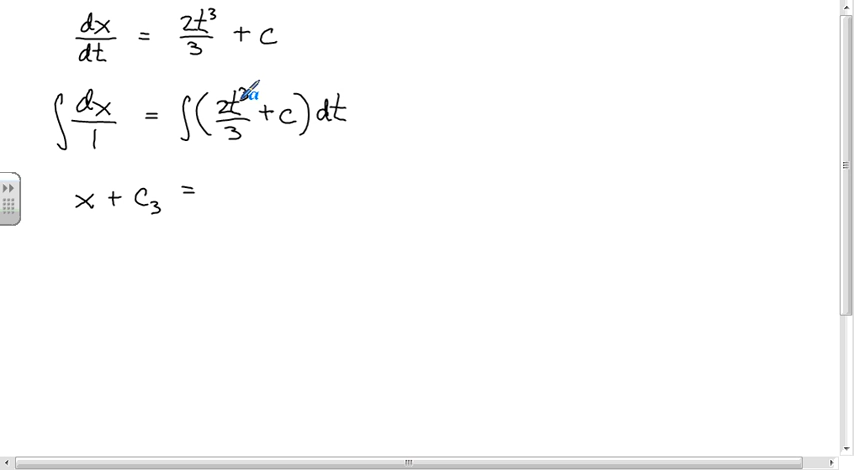 dx/dt = 2t³/3 + c
∫ dx/1 = ∫ (2t³/3 + c) dt
x + c₃ =